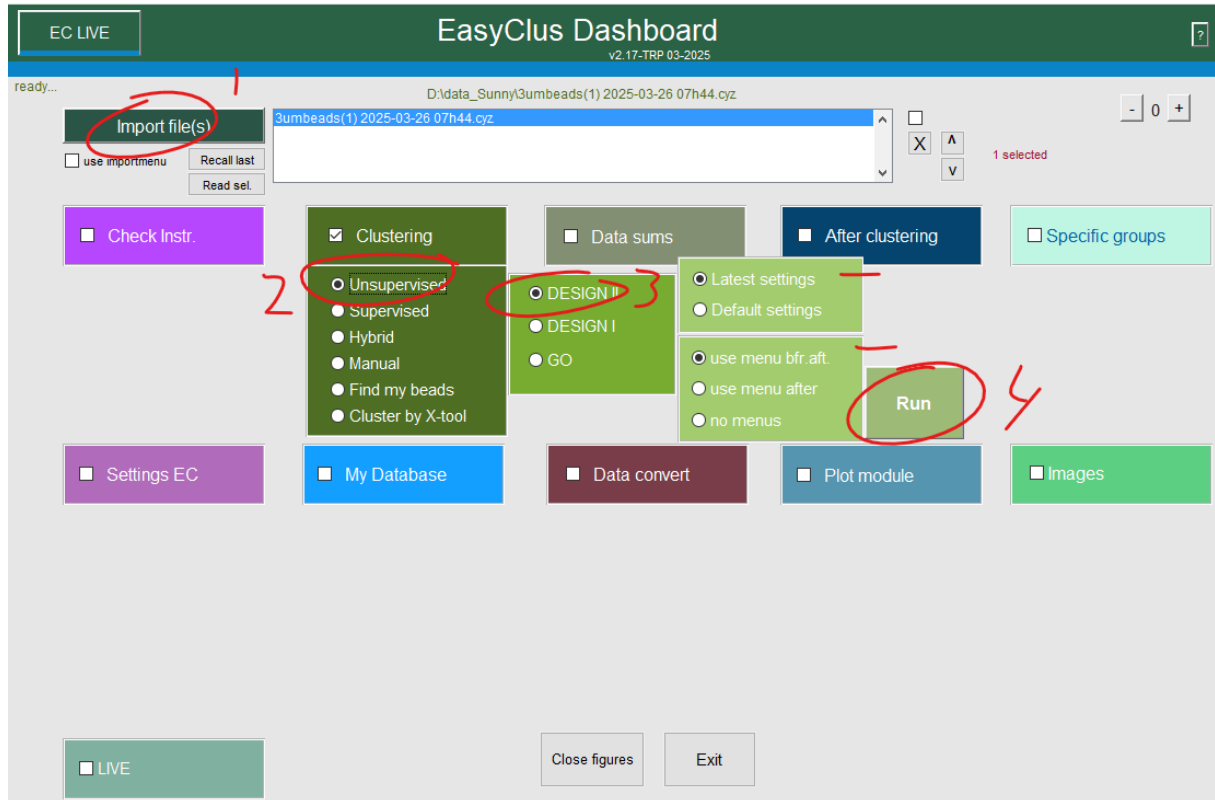 EC LIVE
EasyClus Dashboard
v2.17-TRP 03-2025
?
ready...
1
D:\data_Sunny\3umbeads(1) 2025-03-26 07h44.cyz
Import file(s)
3umbeads(1) 2025-03-26 07h44.cyz
- 0 +
X
^
v
1 selected
use importmenu
Recall last
Read sel.
Check Instr.
Clustering
Data sums
After clustering
Specific groups
2
Unsupervised
Supervised
Hybrid
Manual
Find my beads
Cluster by X-tool
DESIGN II
DESIGN I
GO
3
Latest settings
Default settings
use menu bfr.aft.
use menu after
no menus
Run
4
Settings EC
My Database
Data convert
Plot module
Images
LIVE
Close figures
Exit